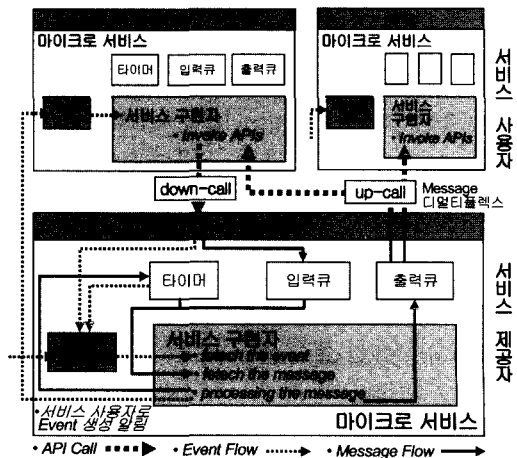 마이크로 서비스
타이머
입력큐
출력큐
서비스 구현자
• Invoke APIs
마이크로 서비스
서비스
구현자
• Invoke APIs
서비스 사용자
down-call
up-call
Message
디멀티플렉스
타이머
입력큐
출력큐
서비스 구현자
• fetech the event
• fetech the message
• processing the message
마이크로 서비스
서비스 제공자
• 서비스 사용자로
Event 생성 알림
• API Call
• Event Flow
• Message Flow